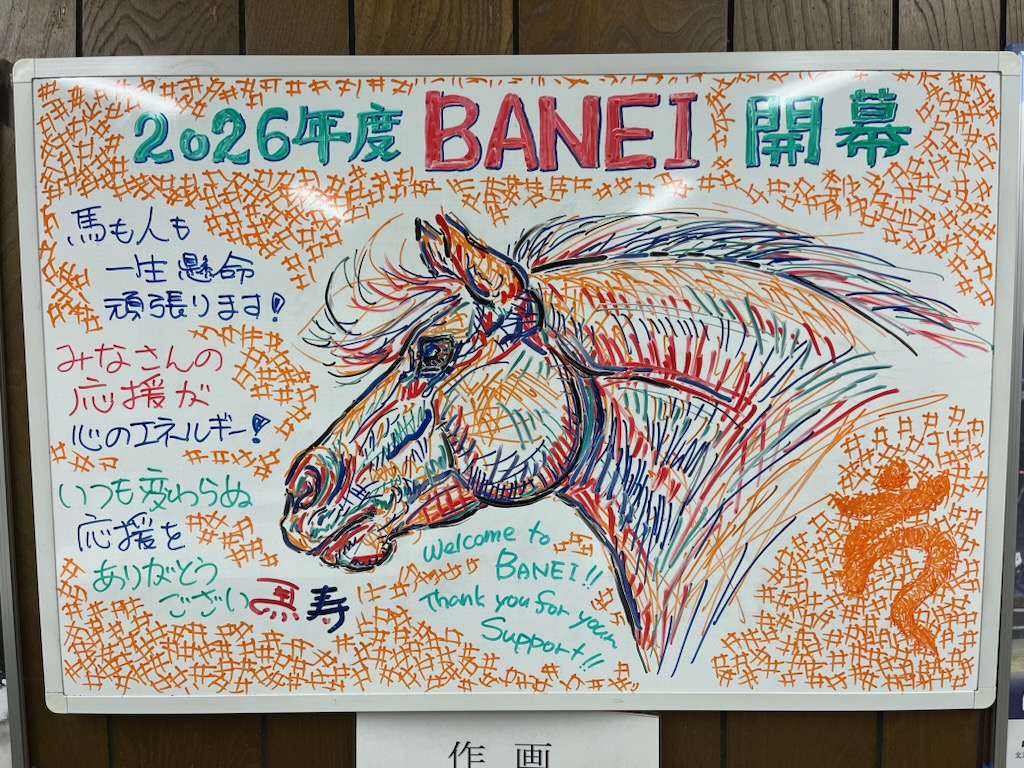 2026年度 BANEI 開幕
馬も人も
一生懸命
頑張ります!
みなさんの
応援が
心のエネルギー!
いつも変わらぬ
応援を
ありがとう
ござい馬寿
Welcome to
BANEI!!
Thank you for your
Support!!
作 画